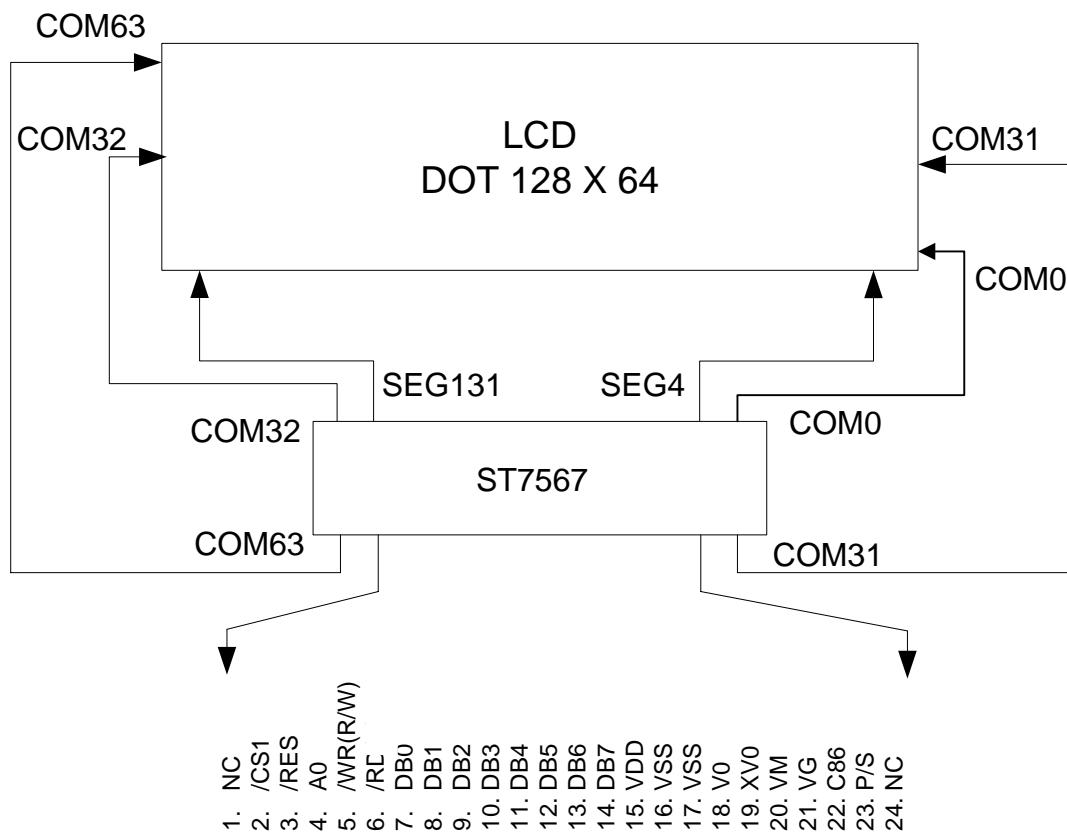 COM63
COM32
LCD
DOT 128 X 64
COM31
COM0
SEG131
SEG4
COM32
COM0
ST7567
COM63
COM31
1. NC
2. /CS1
3. /RES
4. A0
5. /WR(R/W)
6. /RD
7. DB0
8. DB1
9. DB2
10. DB3
11. DB4
12. DB5
13. DB6
14. DB7
15. VDD
16. VSS
17. VSS
18. V0
19. XV0
20. VM
21. VG
22. C86
23. P/S
24. NC